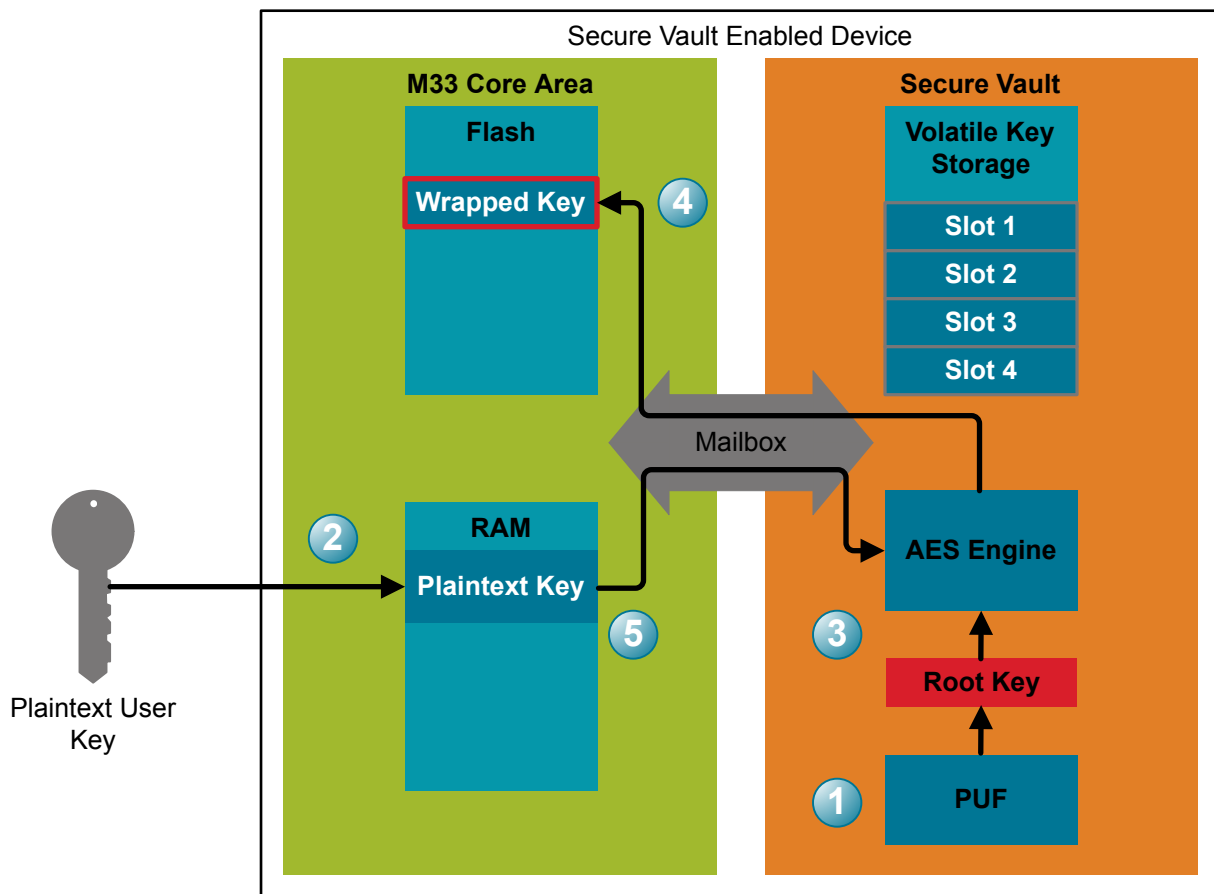 Secure Vault Enabled Device
M33 Core Area
Flash
Wrapped Key
4
Secure Vault
Volatile Key
Storage
Slot 1
Slot 2
Slot 3
Slot 4
Mailbox
2
RAM
Plaintext Key
5
AES Engine
3
Root Key
1
PUF
Plaintext User
Key